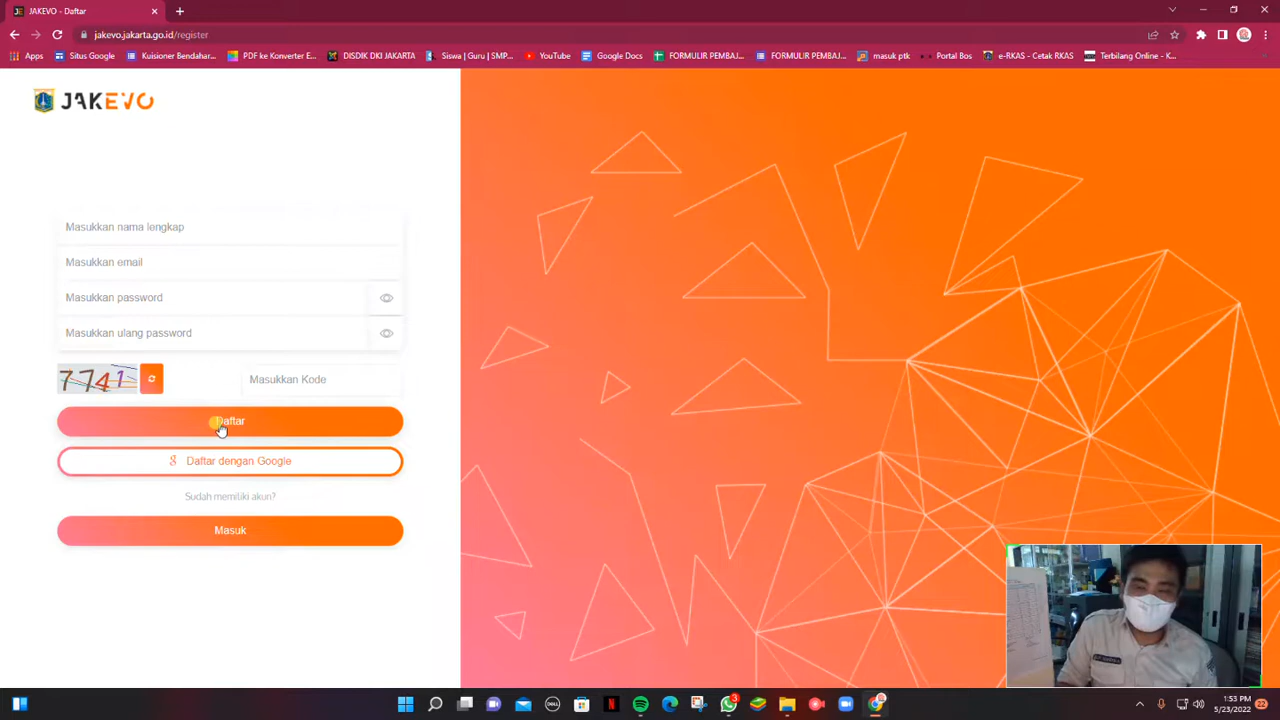 JAKEVO - Daftar
jakevo.jakarta.go.id/register
Apps Situs Google Kuisioner Bendahar... PDF ke Konverter E... DISDIK DKI JAKARTA Siswa | Guru | SMP... YouTube Google Docs FORMULIR PEMBAJ... FORMULIR PEMBAJ... masuk ptk Portal Bos e-RKAS - Cetak RKAS Terbilang Online - K...
JAKEVO
Masukkan nama lengkap
Masukkan email
Masukkan password
Masukkan ulang password
7741
Masukkan Kode
Daftar
Daftar dengan Google
Sudah memiliki akun?
Masuk
3
1:53 PM
5/23/2022
22